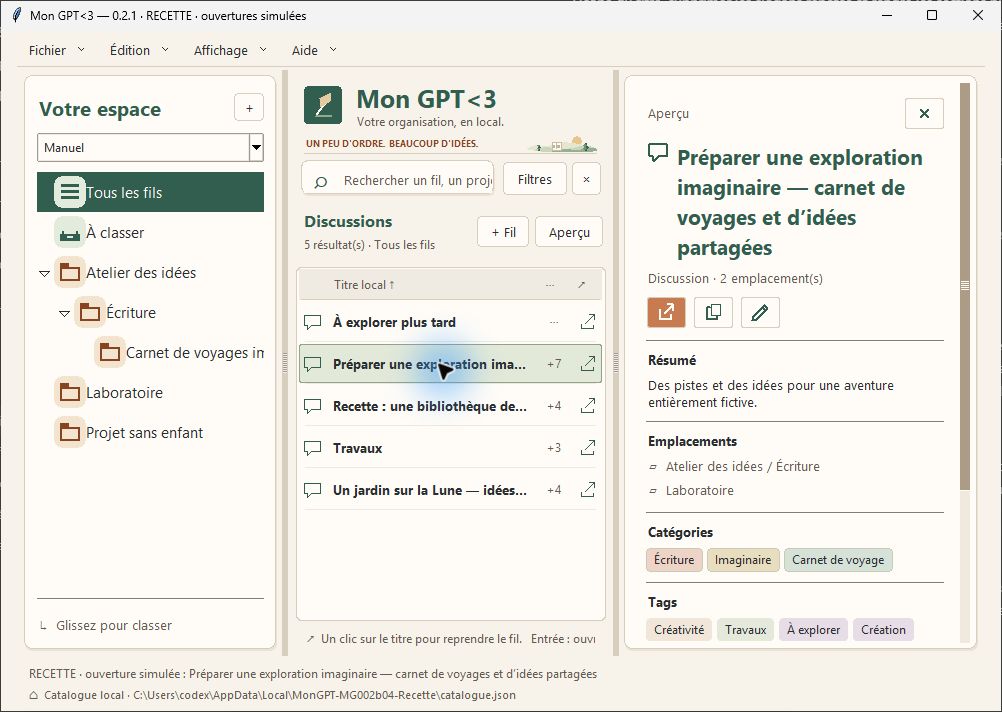 Mon GPT<3 — 0.2.1 · RECETTE · ouvertures simulées
Fichier Édition Affichage Aide
Votre espace
+
Manuel
Tous les fils
À classer
Atelier des idées
Écriture
Carnet de voyages im
Laboratoire
Projet sans enfant
Glissez pour classer
Mon GPT<3
Votre organisation, en local.
UN PEU D'ORDRE. BEAUCOUP D'IDÉES.
Rechercher un fil, un proj
Filtres
×
Discussions
5 résultat(s) · Tous les fils
+ Fil
Aperçu
Titre local ↑ ... ↗
À explorer plus tard ...
Préparer une exploration ima... +7
Recette : une bibliothèque de... +4
Travaux +3
Un jardin sur la Lune — idées... +4
↗ Un clic sur le titre pour reprendre le fil. Entrée : ouvr
Aperçu
×
Préparer une exploration
imaginaire — carnet de
voyages et d’idées
partagées
Discussion · 2 emplacement(s)
Résumé
Des pistes et des idées pour une aventure
entièrement fictive.
Emplacements
Atelier des idées / Écriture
Laboratoire
Catégories
Écriture Imaginaire Carnet de voyage
Tags
Créativité Travaux À explorer Création
RECETTE · ouverture simulée : Préparer une exploration imaginaire — carnet de voyages et d’idées partagées
Catalogue local · C:\Users\codex\AppData\Local\MonGPT-MG002b04-Recette\catalogue.json